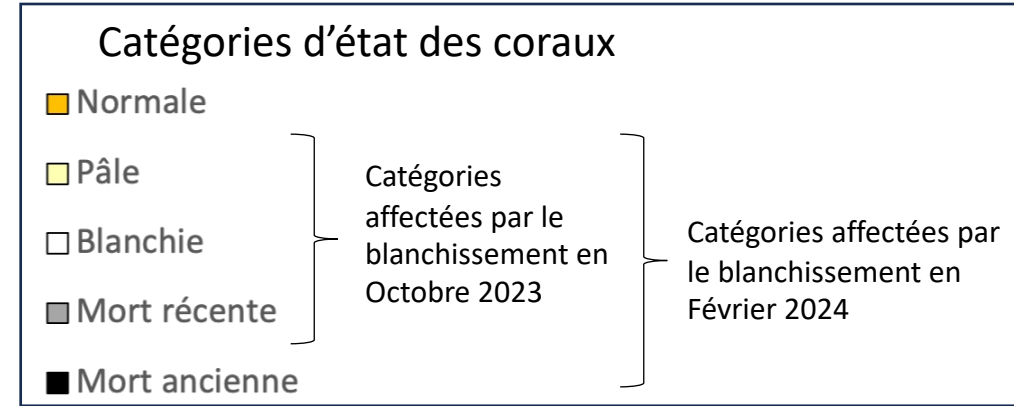 Catégories d’état des coraux
Normale
Pâle
Blanchie
Mort récente
Mort ancienne
Catégories
affectées par le
blanchissement en
Octobre 2023
Catégories affectées par
le blanchissement en
Février 2024